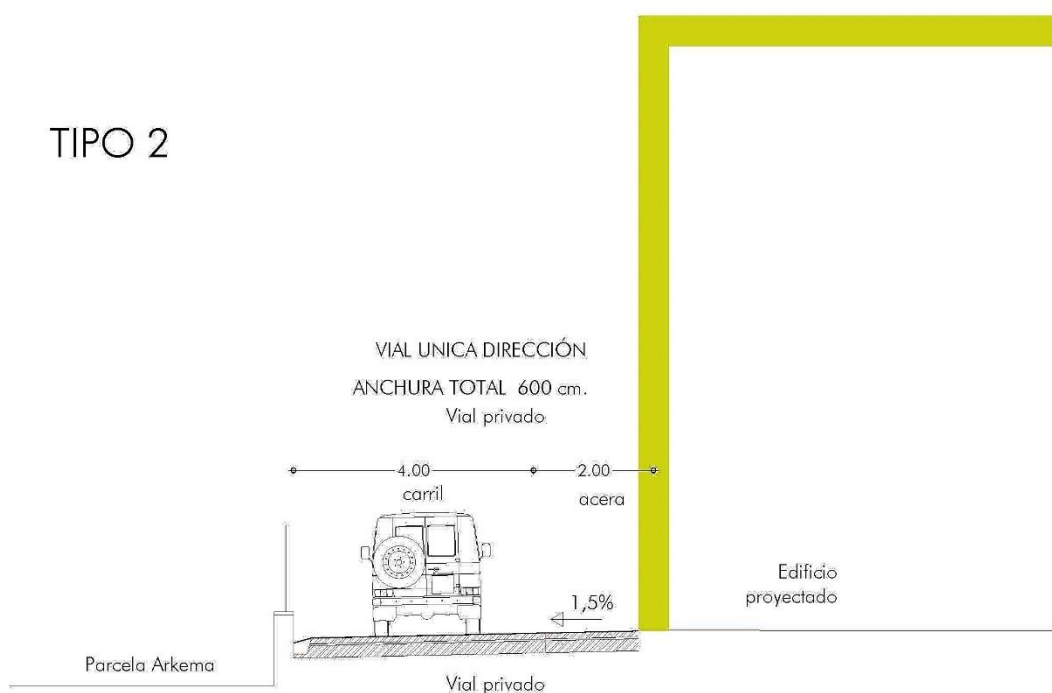 TIPO 2
VIAL UNICA DIRECCIÓN
ANCHURA TOTAL 600 cm.
Vial privado
4.00
2.00
carril
acera
1,5%
Edificio
proyectado
Parcela Arkema
Vial privado